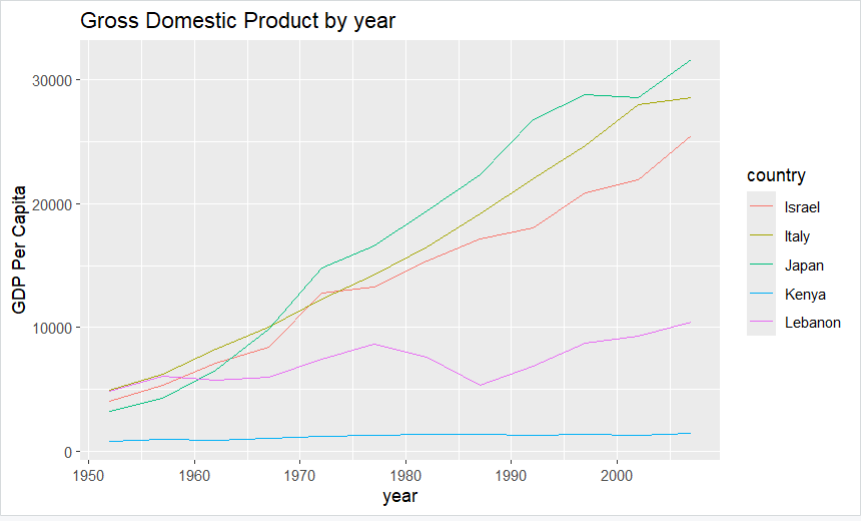 Gross Domestic Product by year
GDP Per Capita
30000
20000
10000
0
1950
1960
1970
1980
1990
2000
year
country
Israel
Italy
Japan
Kenya
Lebanon